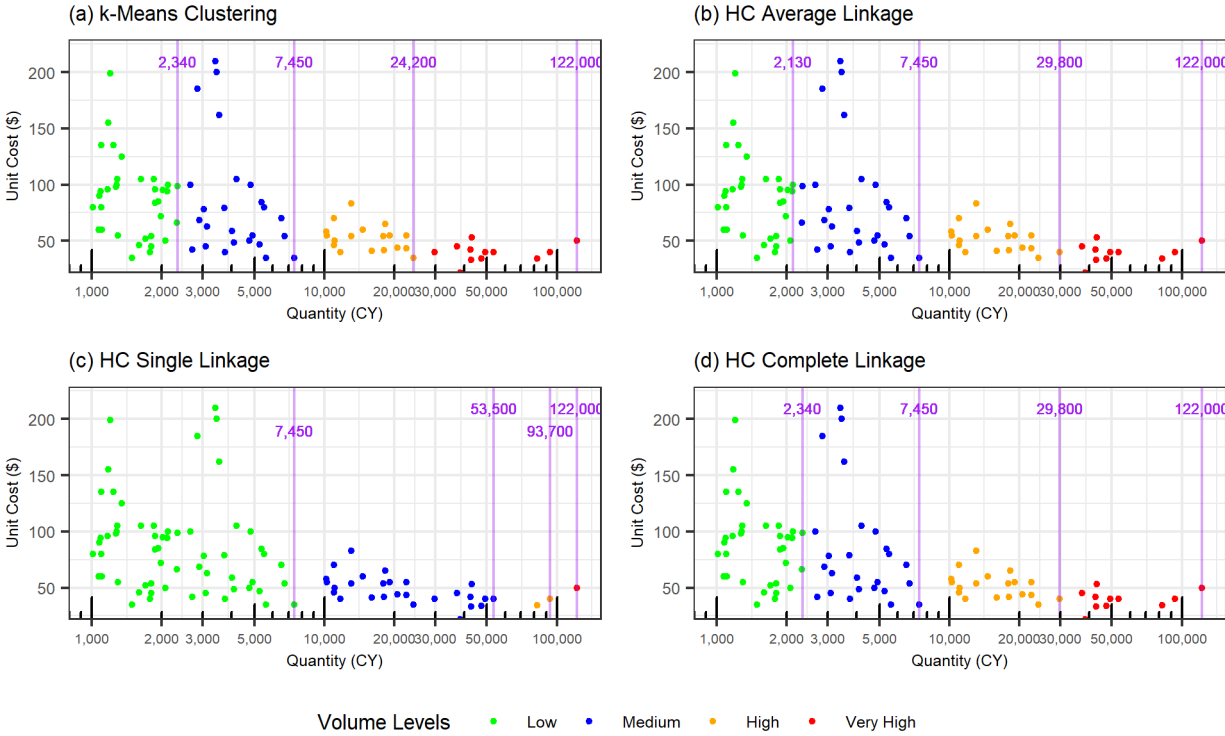 (a) k-Means Clustering
2,340 7,450 24,200 122,000
200
150
100
50
Unit Cost ($)
1,000 2,000 3,000 5,000 10,000 20,000 30,000 50,000 100,000
Quantity (CY)
(b) HC Average Linkage
2,130 7,450 29,800 122,000
200
150
100
50
Unit Cost ($)
1,000 2,000 3,000 5,000 10,000 20,000 30,000 50,000 100,000
Quantity (CY)
(c) HC Single Linkage
53,500 122,000
7,450 93,700
200
150
100
50
Unit Cost ($)
1,000 2,000 3,000 5,000 10,000 20,000 30,000 50,000 100,000
Quantity (CY)
(d) HC Complete Linkage
2,340 7,450 29,800 122,000
200
150
100
50
Unit Cost ($)
1,000 2,000 3,000 5,000 10,000 20,000 30,000 50,000 100,000
Quantity (CY)
Volume Levels Low Medium High Very High